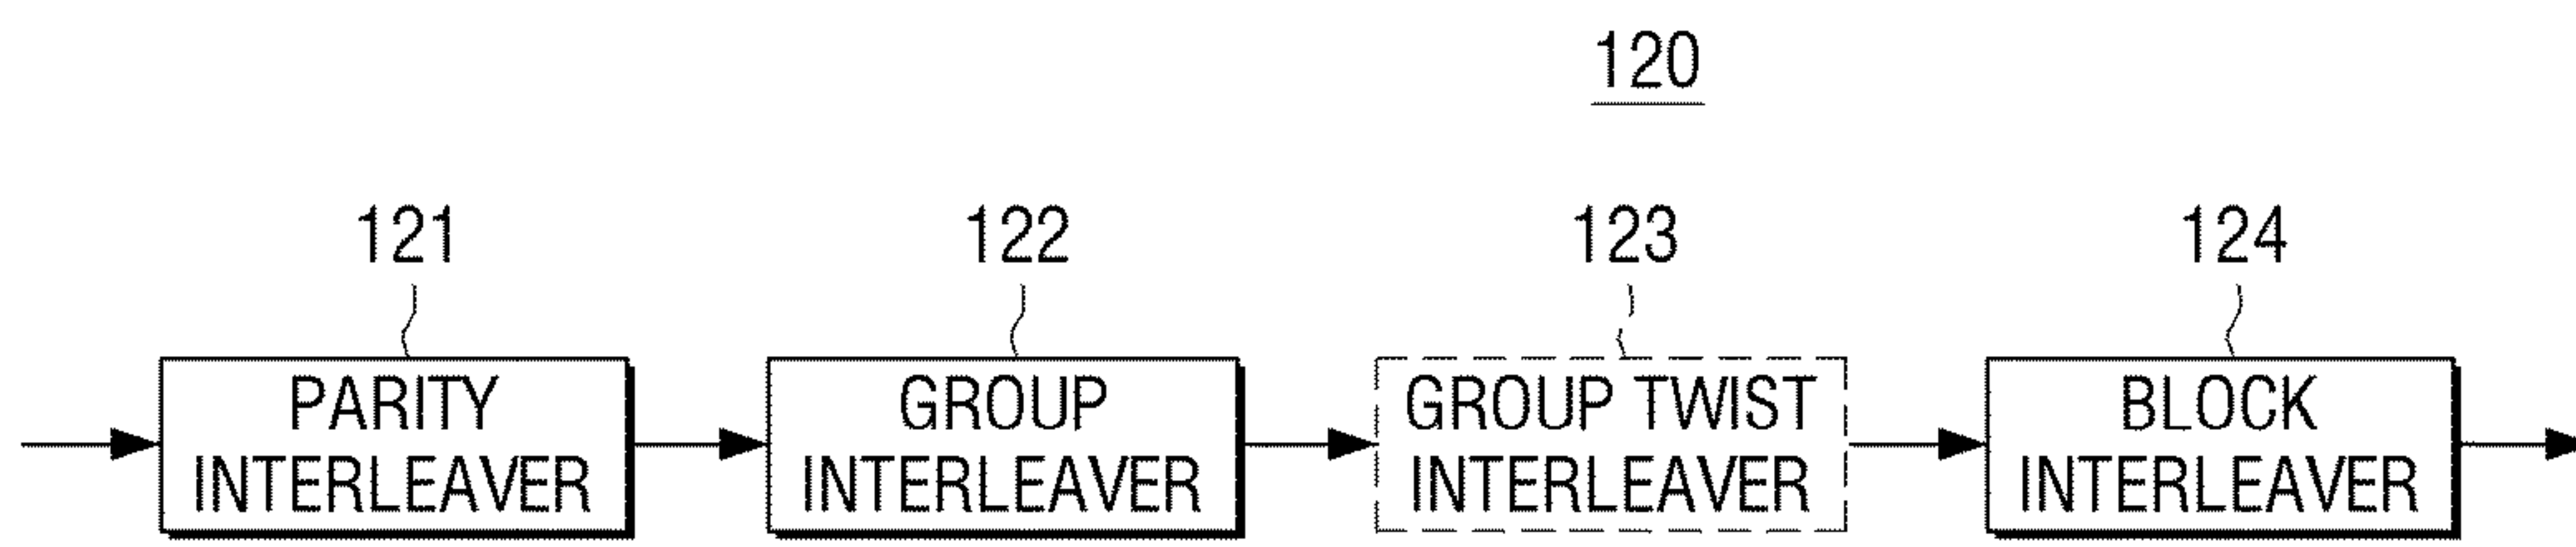 120
121
122
123
124
PARITY
INTERLEAVER
GROUP
INTERLEAVER
GROUP TWIST
INTERLEAVER
BLOCK
INTERLEAVER